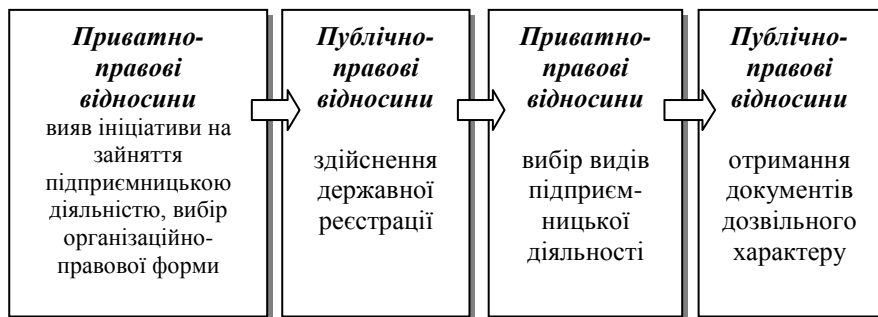 Приватно-
правові
відносини
вияв ініціативи на
зайняття
підприємницькою
діяльністю, вибір
організаційно-
правової форми
Публічно-
правові
відносини
здійснення
державної
реєстрації
Приватно-
правові
відносини
вибір видів
підприєм-
ницької
діяльності
Публічно-
правові
відносини
отримання
документів
дозвільного
характеру